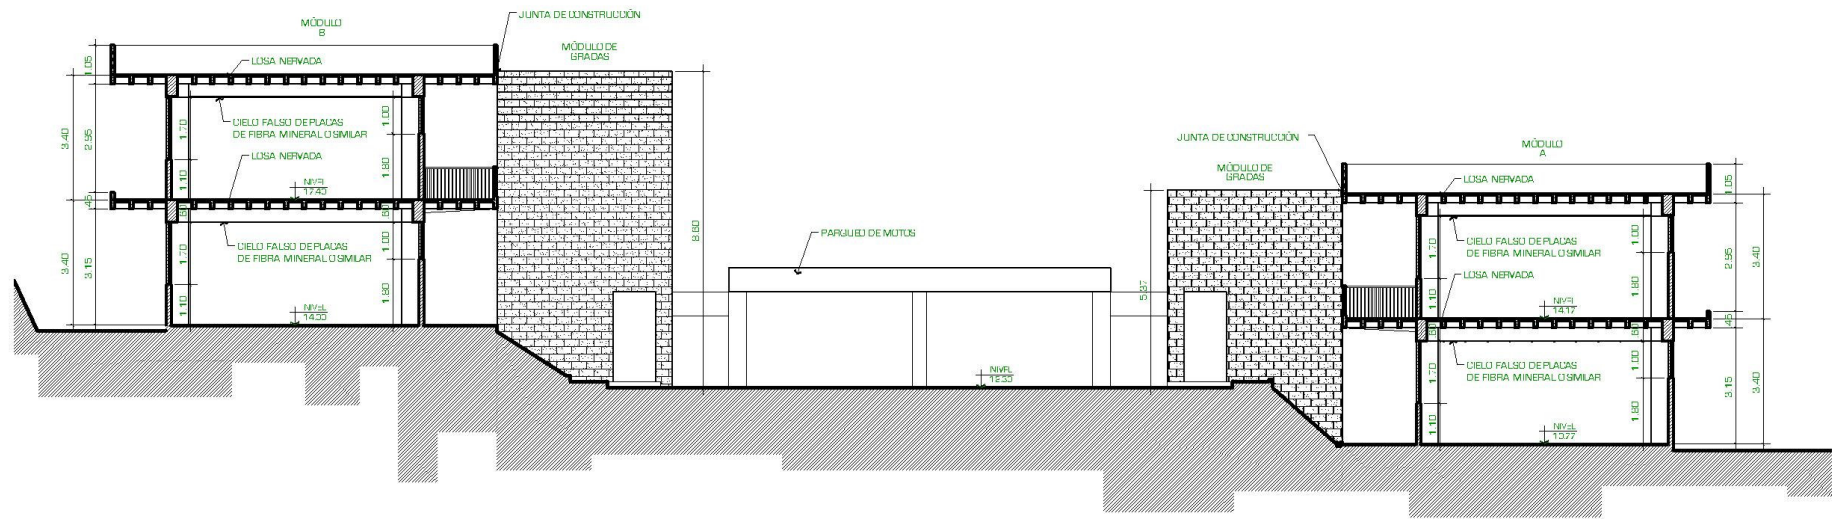 MÓDULO
B
JUNTA DE CONSTRUCCIÓN
MÓDULO DE
GRADAS
LOSA NERVADA
1.05
CIELO FALSO DE PLACAS
DE FIBRA MINERAL O SIMILAR
1.70
1.00
3.40
2.95
LOSA NERVADA
1.10
1.80
NIVEL
17.40
.45
.60
.60
CIELO FALSO DE PLACAS
DE FIBRA MINERAL O SIMILAR
1.70
1.00
3.40
3.15
1.10
1.80
NIVEL
14.00
8.60
PARQUEO DE MOTOS
NIVEL
5.37
JUNTA DE CONSTRUCCIÓN
MÓDULO DE
GRADAS
MÓDULO
A
LOSA NERVADA
1.05
CIELO FALSO DE PLACAS
DE FIBRA MINERAL O SIMILAR
1.70
1.00
2.95
3.40
LOSA NERVADA
1.10
1.80
NIVEL
14.17
.45
.60
.60
CIELO FALSO DE PLACAS
DE FIBRA MINERAL O SIMILAR
1.70
1.00
3.15
3.40
1.10
1.80
NIVEL
10.77